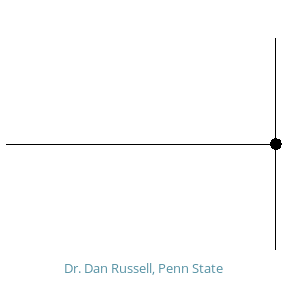 Dr. Dan Russell, Penn State